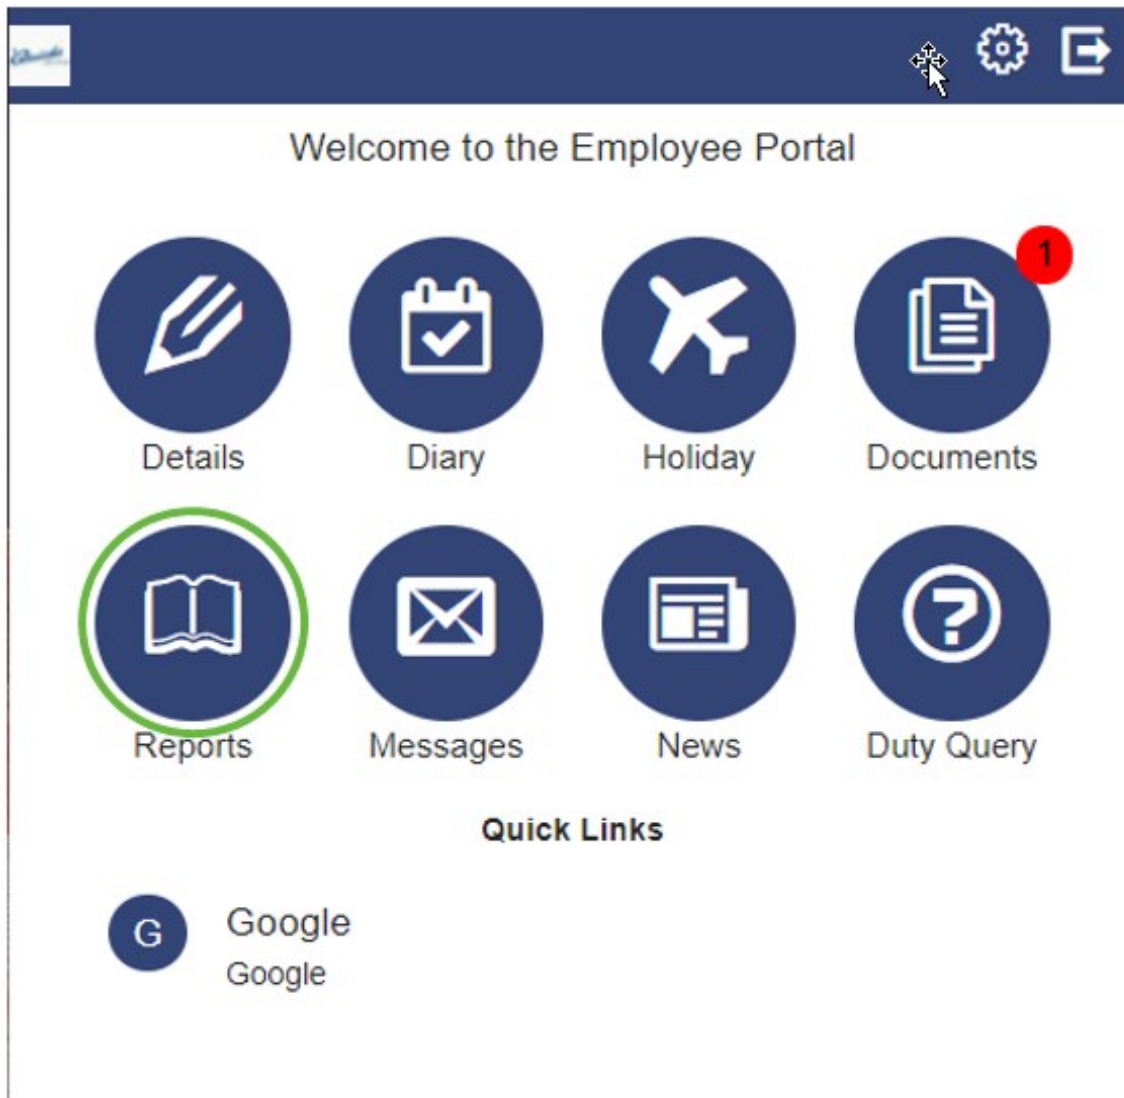 Welcome to the Employee Portal
1
Details Diary Holiday Documents
Reports Messages News Duty Query
Quick Links
G Google
Google